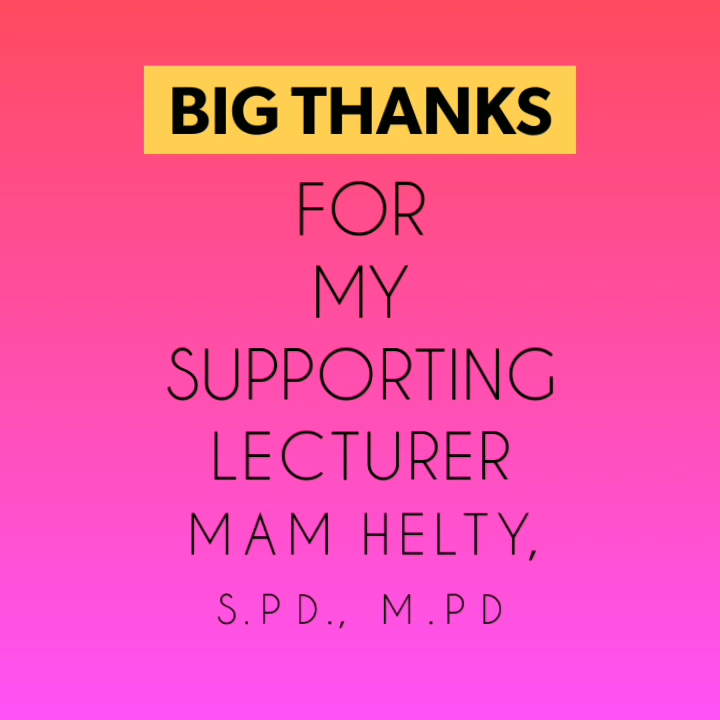 BIG THANKS
FOR
MY
SUPPORTING
LECTURER
MAM HELTY,
S.PD., M.PD